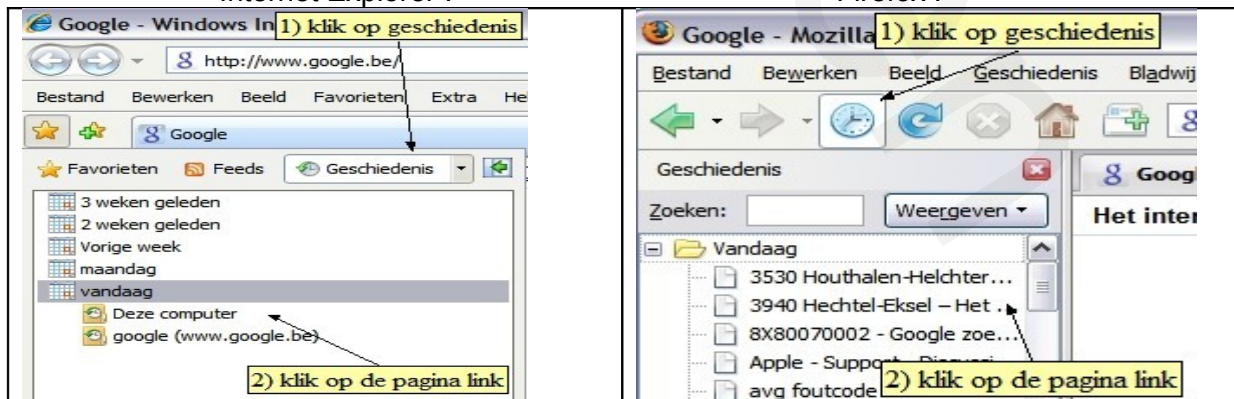 Google - Windows In
1) klik op geschiedenis
http://www.google.be/
Bestand Bewerken Beeld Favorieten Extra
Google
Favorieten Feeds Geschiedenis
3 weken geleden
2 weken geleden
Vorige week
maandag
vandaag
Deze computer
google (www.google.be)
2) klik op de pagina link
Google - Mozilla
1) klik op geschiedenis
Bestand Bewerken Beeld Geschiedenis Bladwij
Geschiedenis
Goog
Zoeken: Weergeven
Het inter
Vandaag
3530 Houthalen-Helchter...
3940 Hechtel-Eksel – Het ...
8X80070002 - Google zoe...
Apple - Support
avg foutcode
2) klik op de pagina link